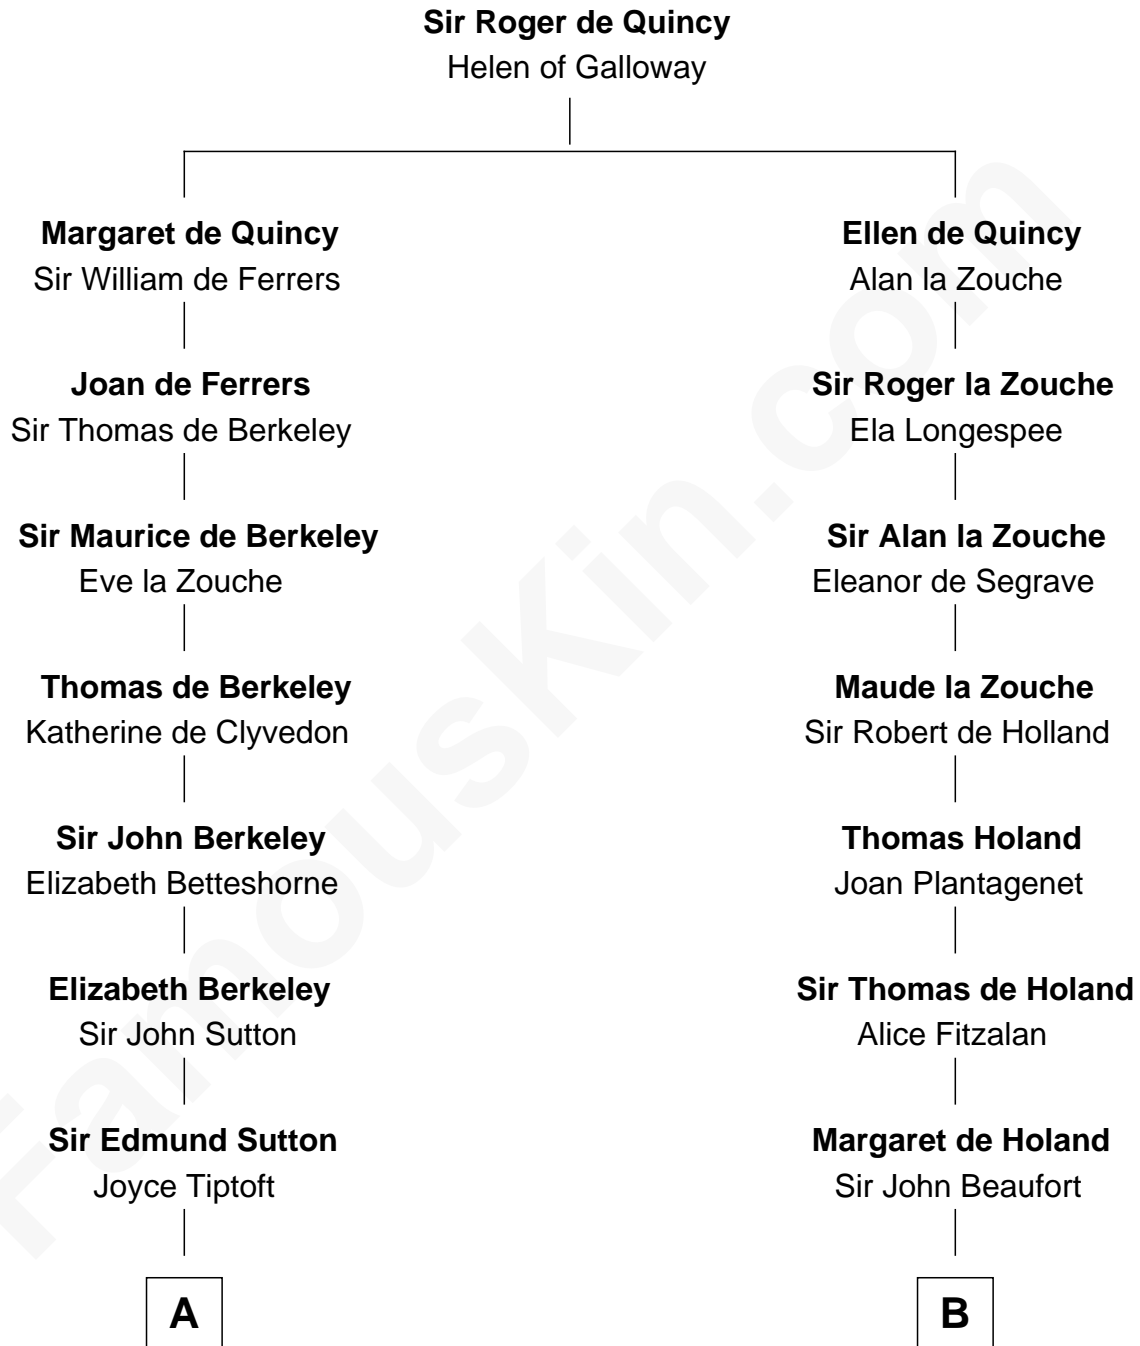 Sir Roger de Quincy
Helen of Galloway
Margaret de Quincy
Sir William de Ferrers
Ellen de Quincy
Alan la Zouche
Joan de Ferrers
Sir Thomas de Berkeley
Sir Roger la Zouche
Ela Longespee
Sir Maurice de Berkeley
Eve la Zouche
Sir Alan la Zouche
Eleanor de Segrave
Thomas de Berkeley
Katherine de Clyvedon
Maude la Zouche
Sir Robert de Holland
Sir John Berkeley
Elizabeth Betteshorne
Thomas Holand
Joan Plantagenet
Elizabeth Berkeley
Sir John Sutton
Sir Thomas de Holand
Alice Fitzalan
Sir Edmund Sutton
Joyce Tiptoft
Margaret de Holand
Sir John Beaufort
A
B
FamousKin.com